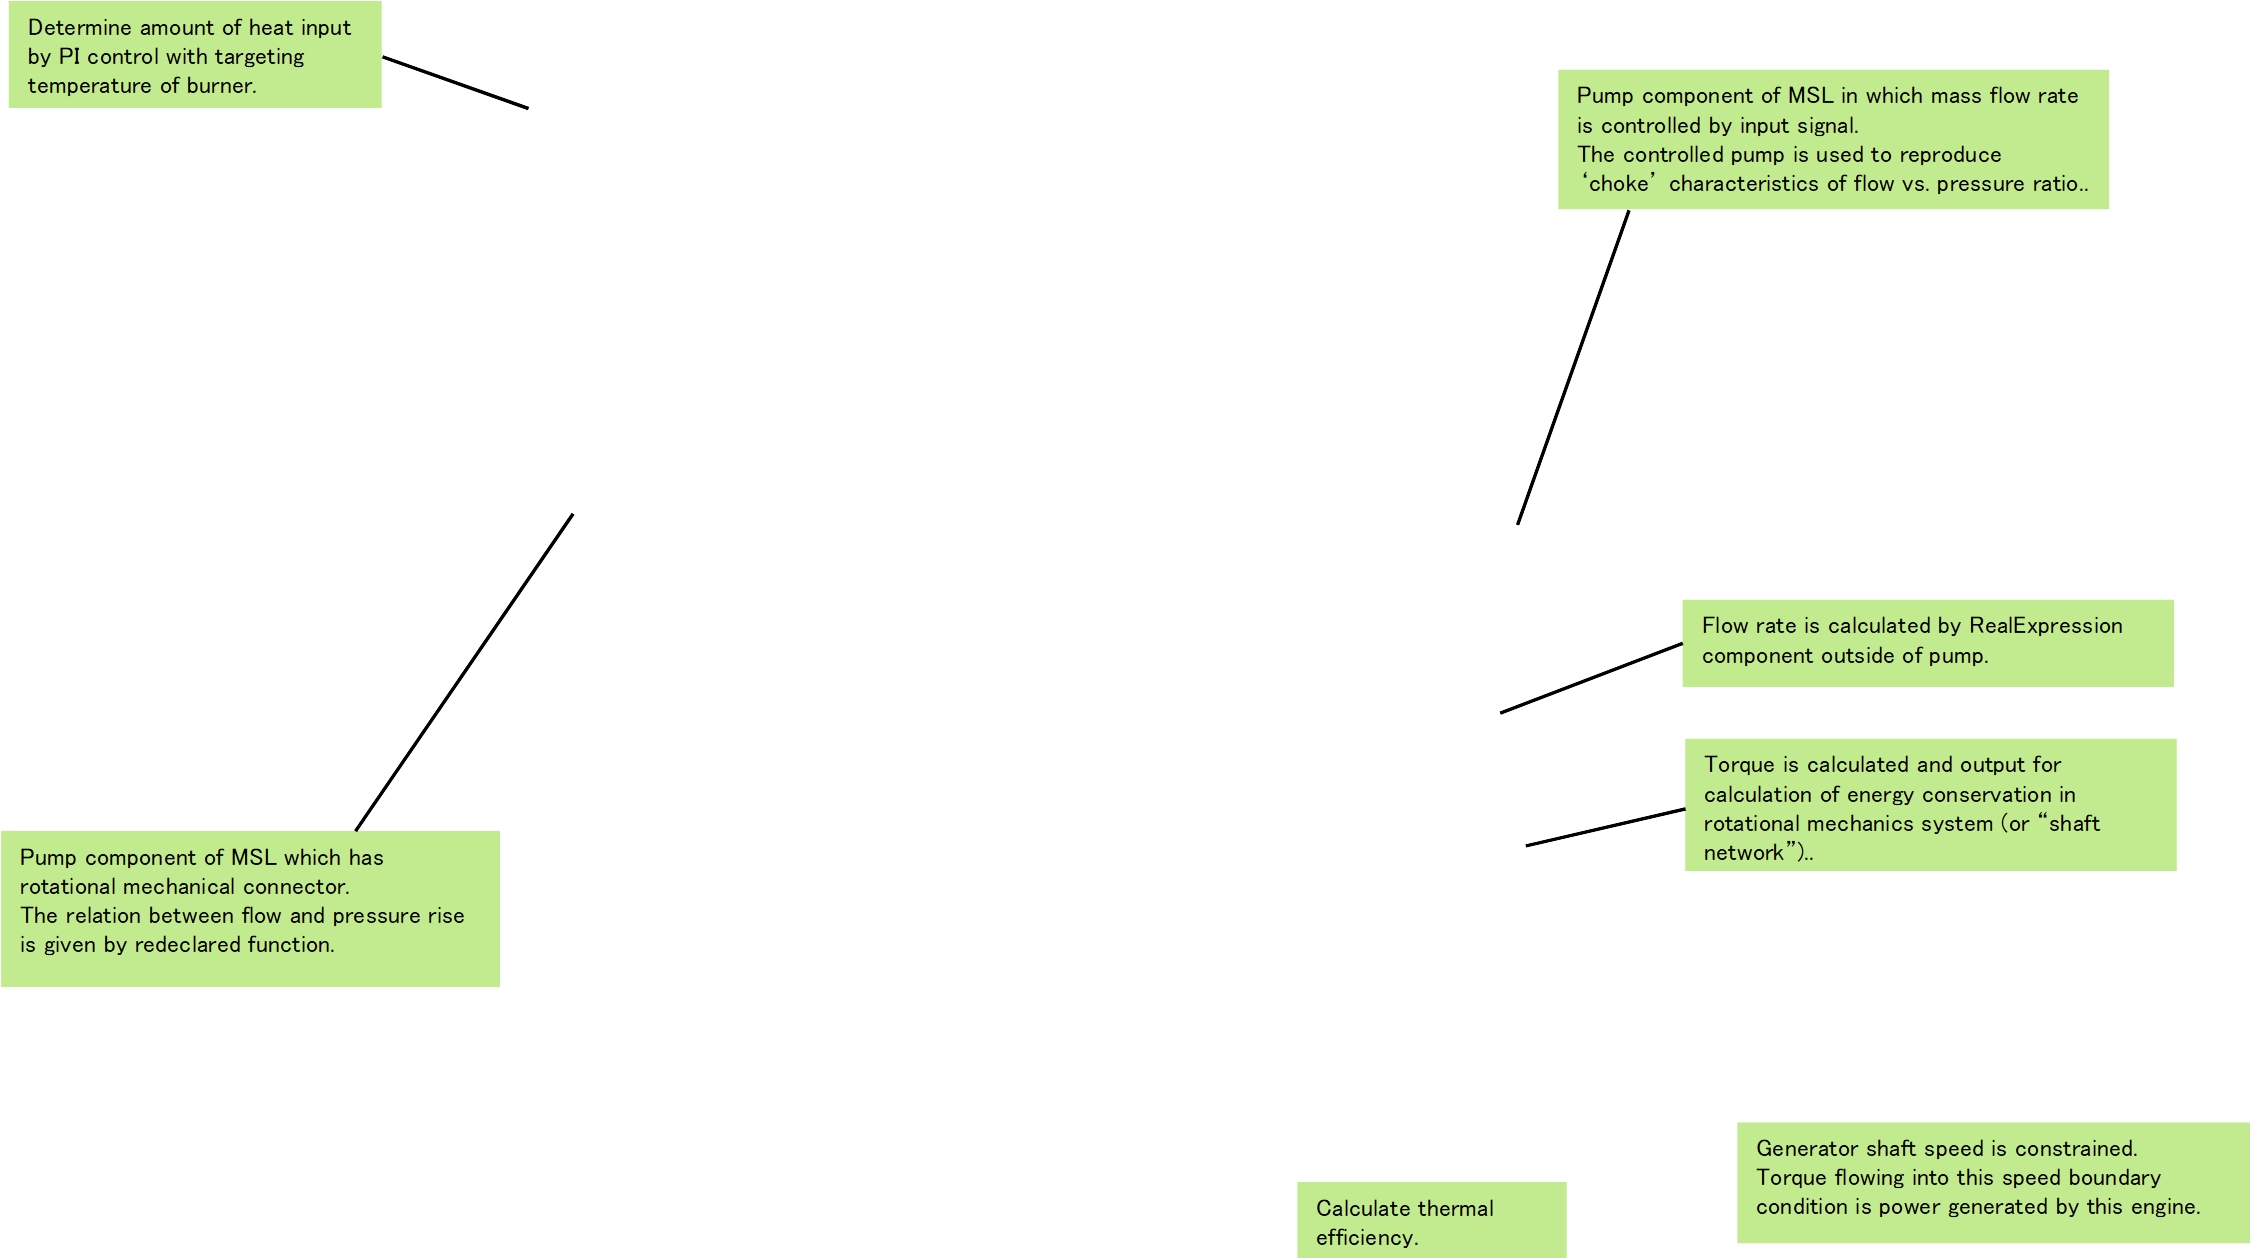 Determine amount of heat input
by PI control with targeting
temperature of burner.
Pump component of MSL in which mass flow rate
is controlled by input signal.
The controlled pump is used to reproduce
‘choke’ characteristics of flow vs. pressure ratio..
Flow rate is calculated by RealExpression
component outside of pump.
Torque is calculated and output for
calculation of energy conservation in
rotational mechanics system (or “shaft
network”)..
Pump component of MSL which has
rotational mechanical connector.
The relation between flow and pressure rise
is given by redeclared function.
Generator shaft speed is constrained.
Torque flowing into this speed boundary
condition is power generated by this engine.
Calculate thermal
efficiency.